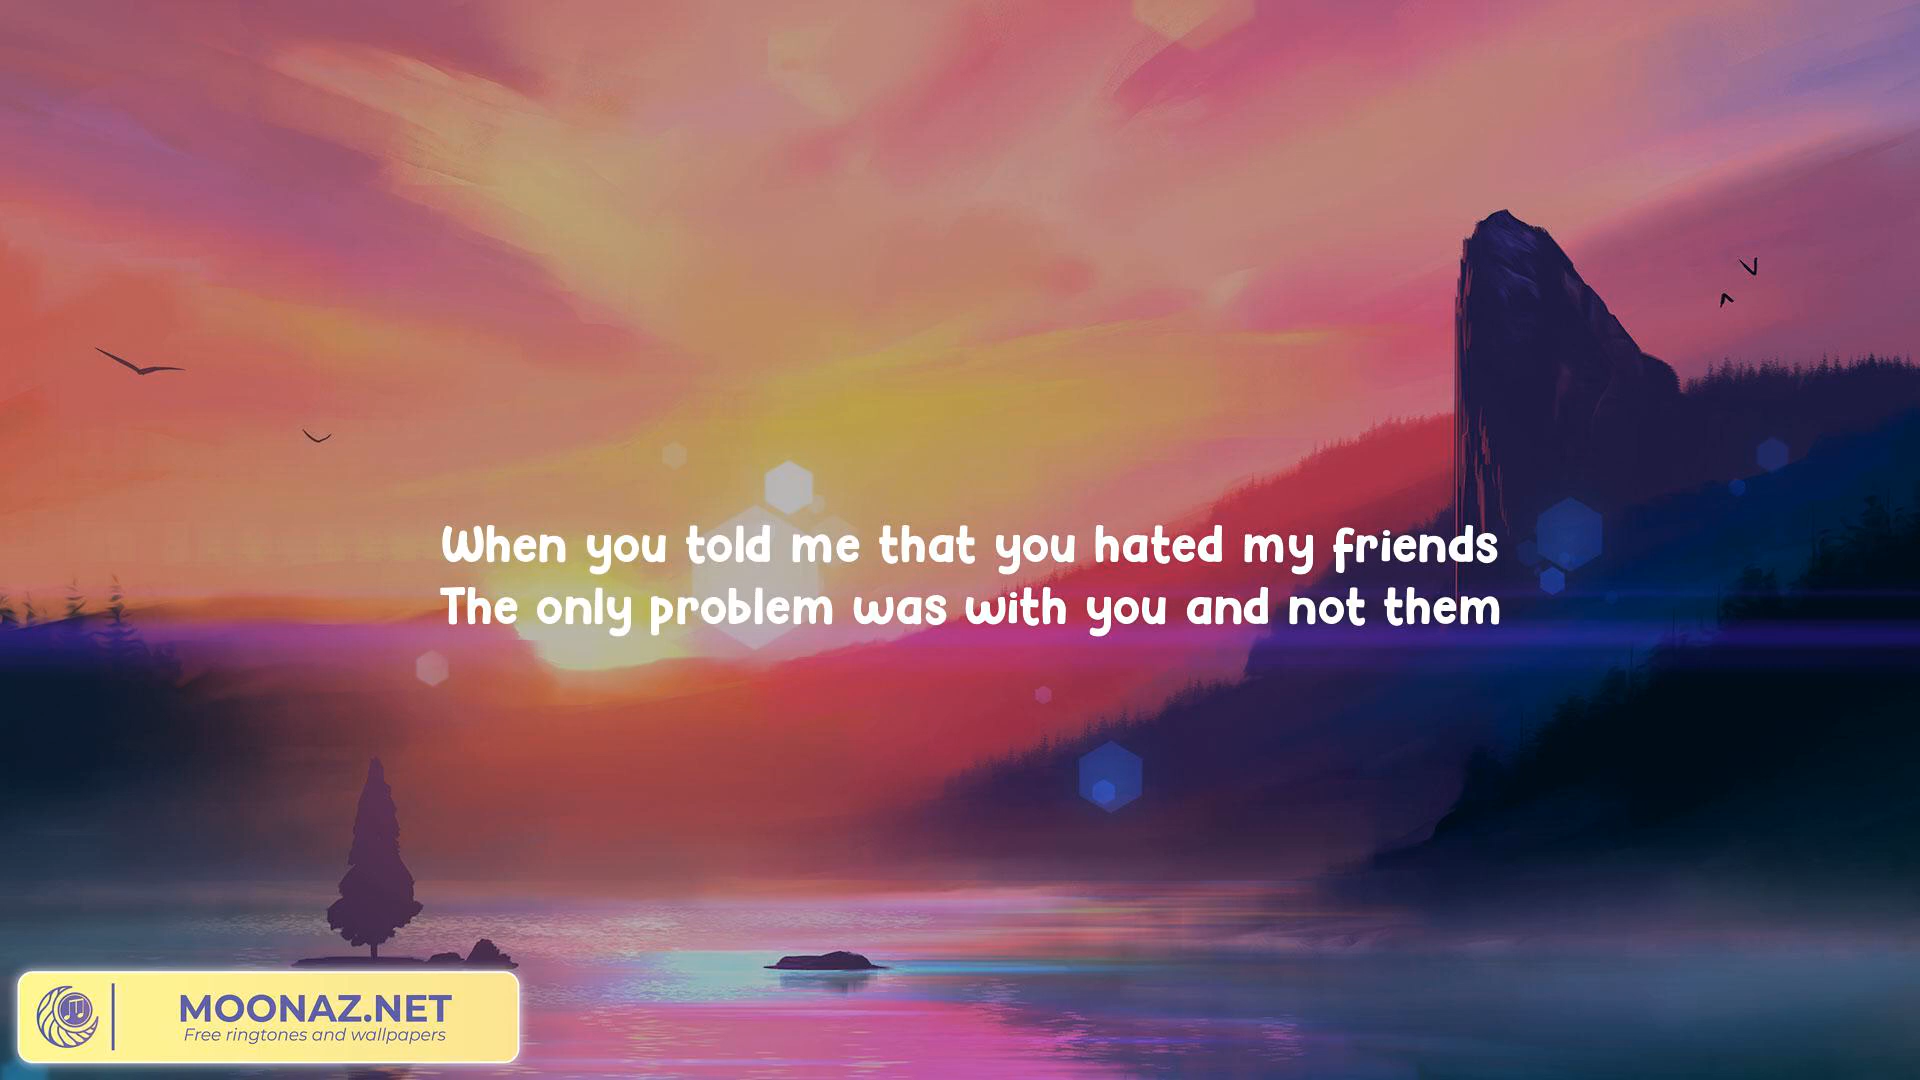 When you told me that you hated my friends
The only problem was with you and not them
MOONAZ.NET
Free ringtones and wallpapers